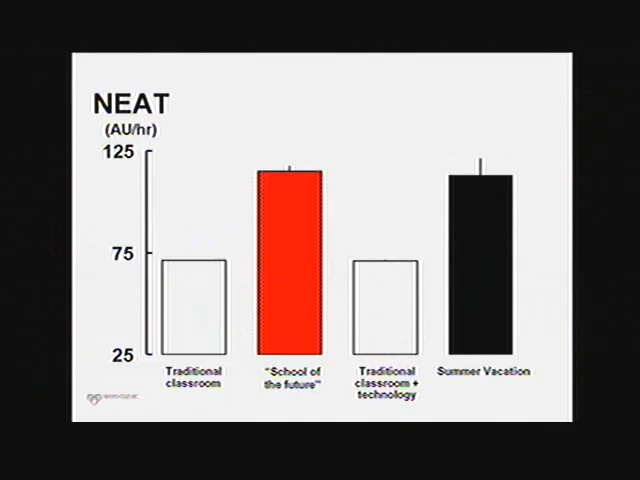 NEAT
(AU/hr)
125
75
25
Traditional
classroom
"School of
the future"
Traditional
classroom +
technology
Summer Vacation